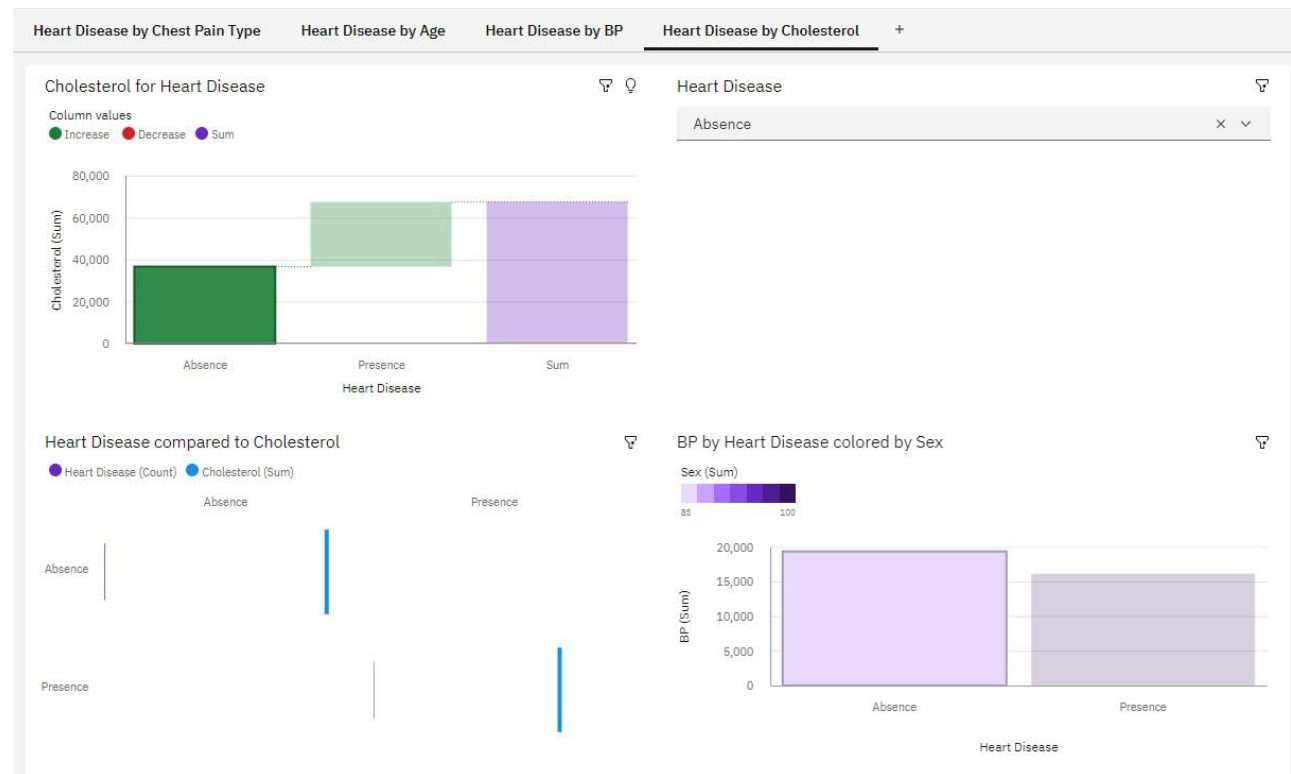 Heart Disease by Chest Pain Type Heart Disease by Age Heart Disease by BP Heart Disease by Cholesterol +
Cholesterol for Heart Disease
Column values
Increase Decrease Sum
80,000
60,000
40,000
20,000
0
Cholesterol (Sum)
Absence Presence Sum
Heart Disease
Heart Disease
Absence
Heart Disease compared to Cholesterol
Heart Disease (Count) Cholesterol (Sum)
Absence Presence
Absence
Presence
BP by Heart Disease colored by Sex
Sex (Sum)
83 100
20,000
15,000
10,000
5,000
0
BP (Sum)
Absence Presence
Heart Disease